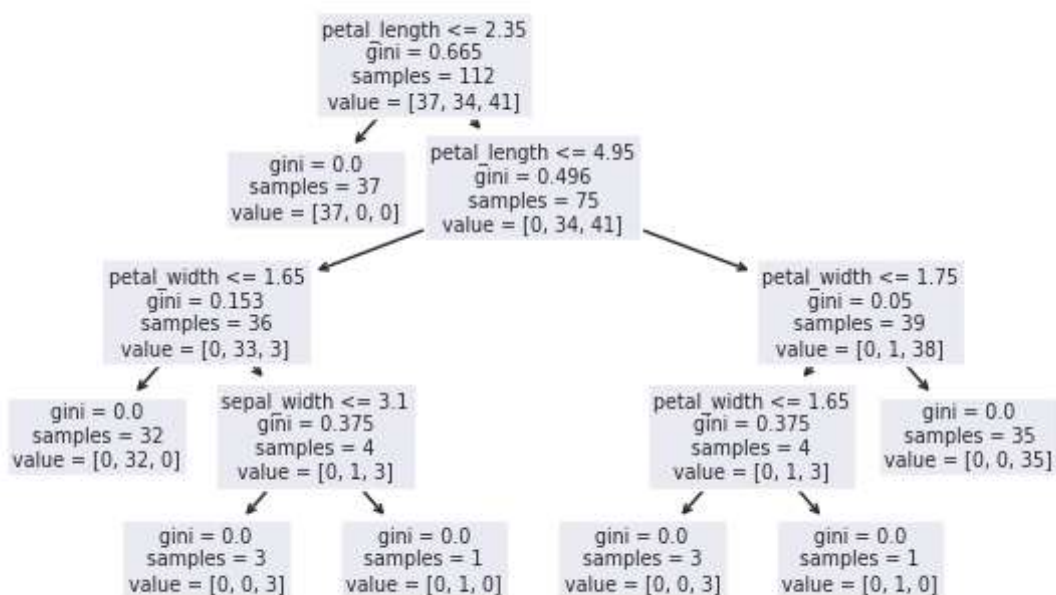 petal_length <= 2.35
gini = 0.665
samples = 112
value = [37, 34, 41]
gini = 0.0
samples = 37
value = [37, 0, 0]
petal_length <= 4.95
gini = 0.496
samples = 75
value = [0, 34, 41]
petal_width <= 1.65
gini = 0.153
samples = 36
value = [0, 33, 3]
petal_width <= 1.75
gini = 0.05
samples = 39
value = [0, 1, 38]
gini = 0.0
samples = 32
value = [0, 32, 0]
sepal_width <= 3.1
gini = 0.375
samples = 4
value = [0, 1, 3]
petal_width <= 1.65
gini = 0.375
samples = 4
value = [0, 1, 3]
gini = 0.0
samples = 35
value = [0, 0, 35]
gini = 0.0
samples = 3
value = [0, 0, 3]
gini = 0.0
samples = 1
value = [0, 1, 0]
gini = 0.0
samples = 3
value = [0, 0, 3]
gini = 0.0
samples = 1
value = [0, 1, 0]